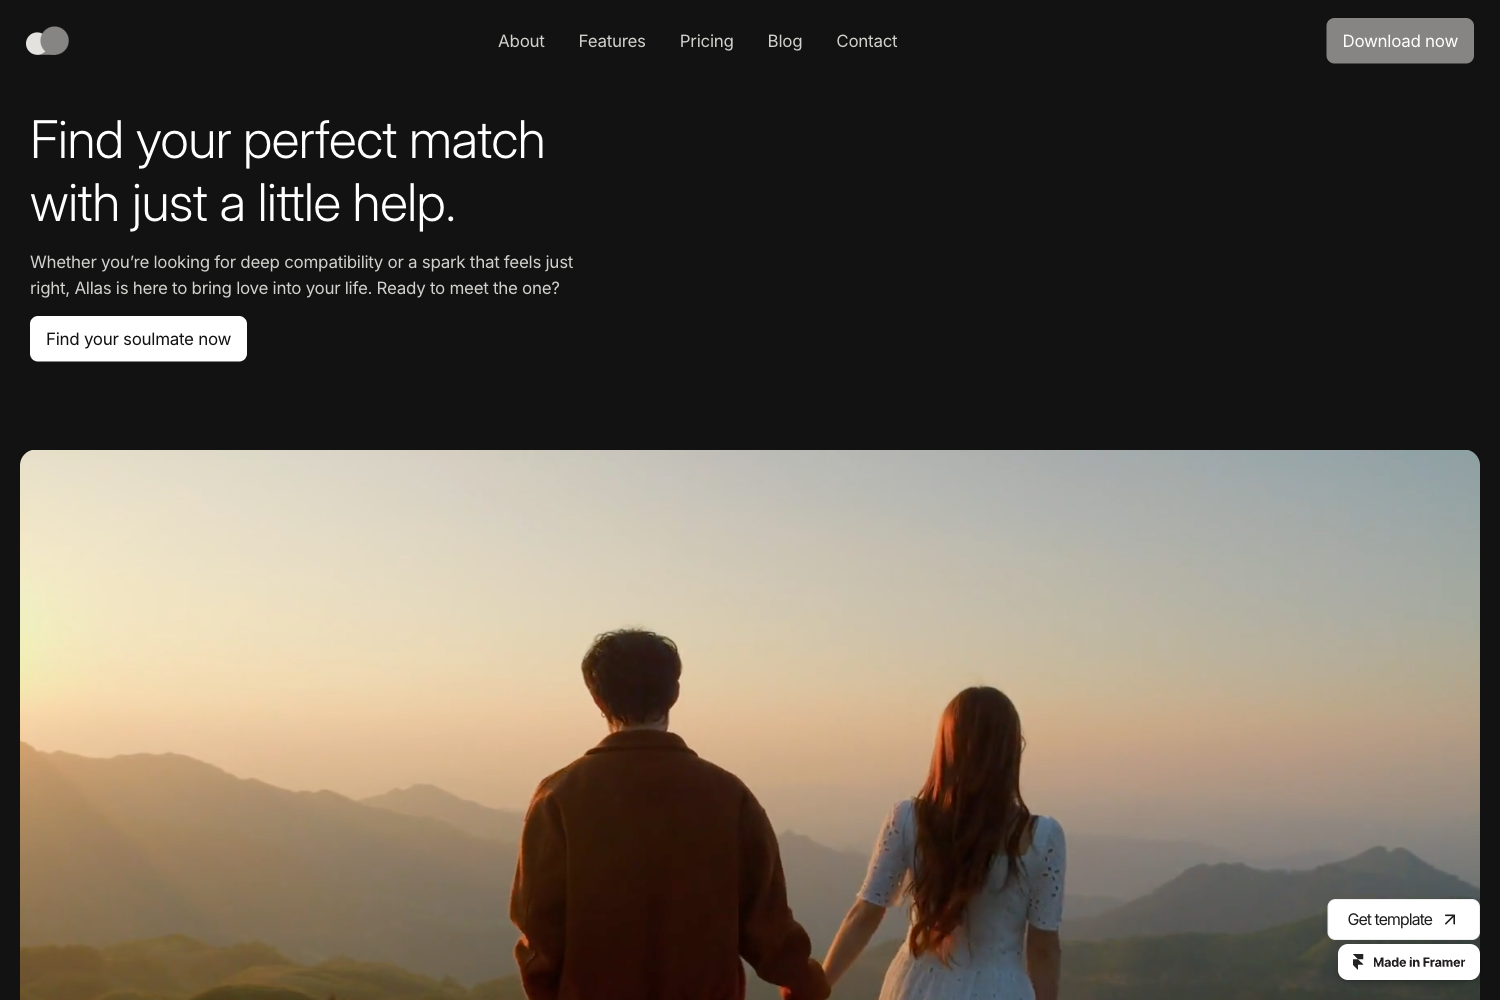 About
Features
Pricing
Blog
Contact
Download now
Find your perfect match
with just a little help.
Whether you’re looking for deep compatibility or a spark that feels just
right, Allas is here to bring love into your life. Ready to meet the one?
Find your soulmate now
Get template
Made in Framer